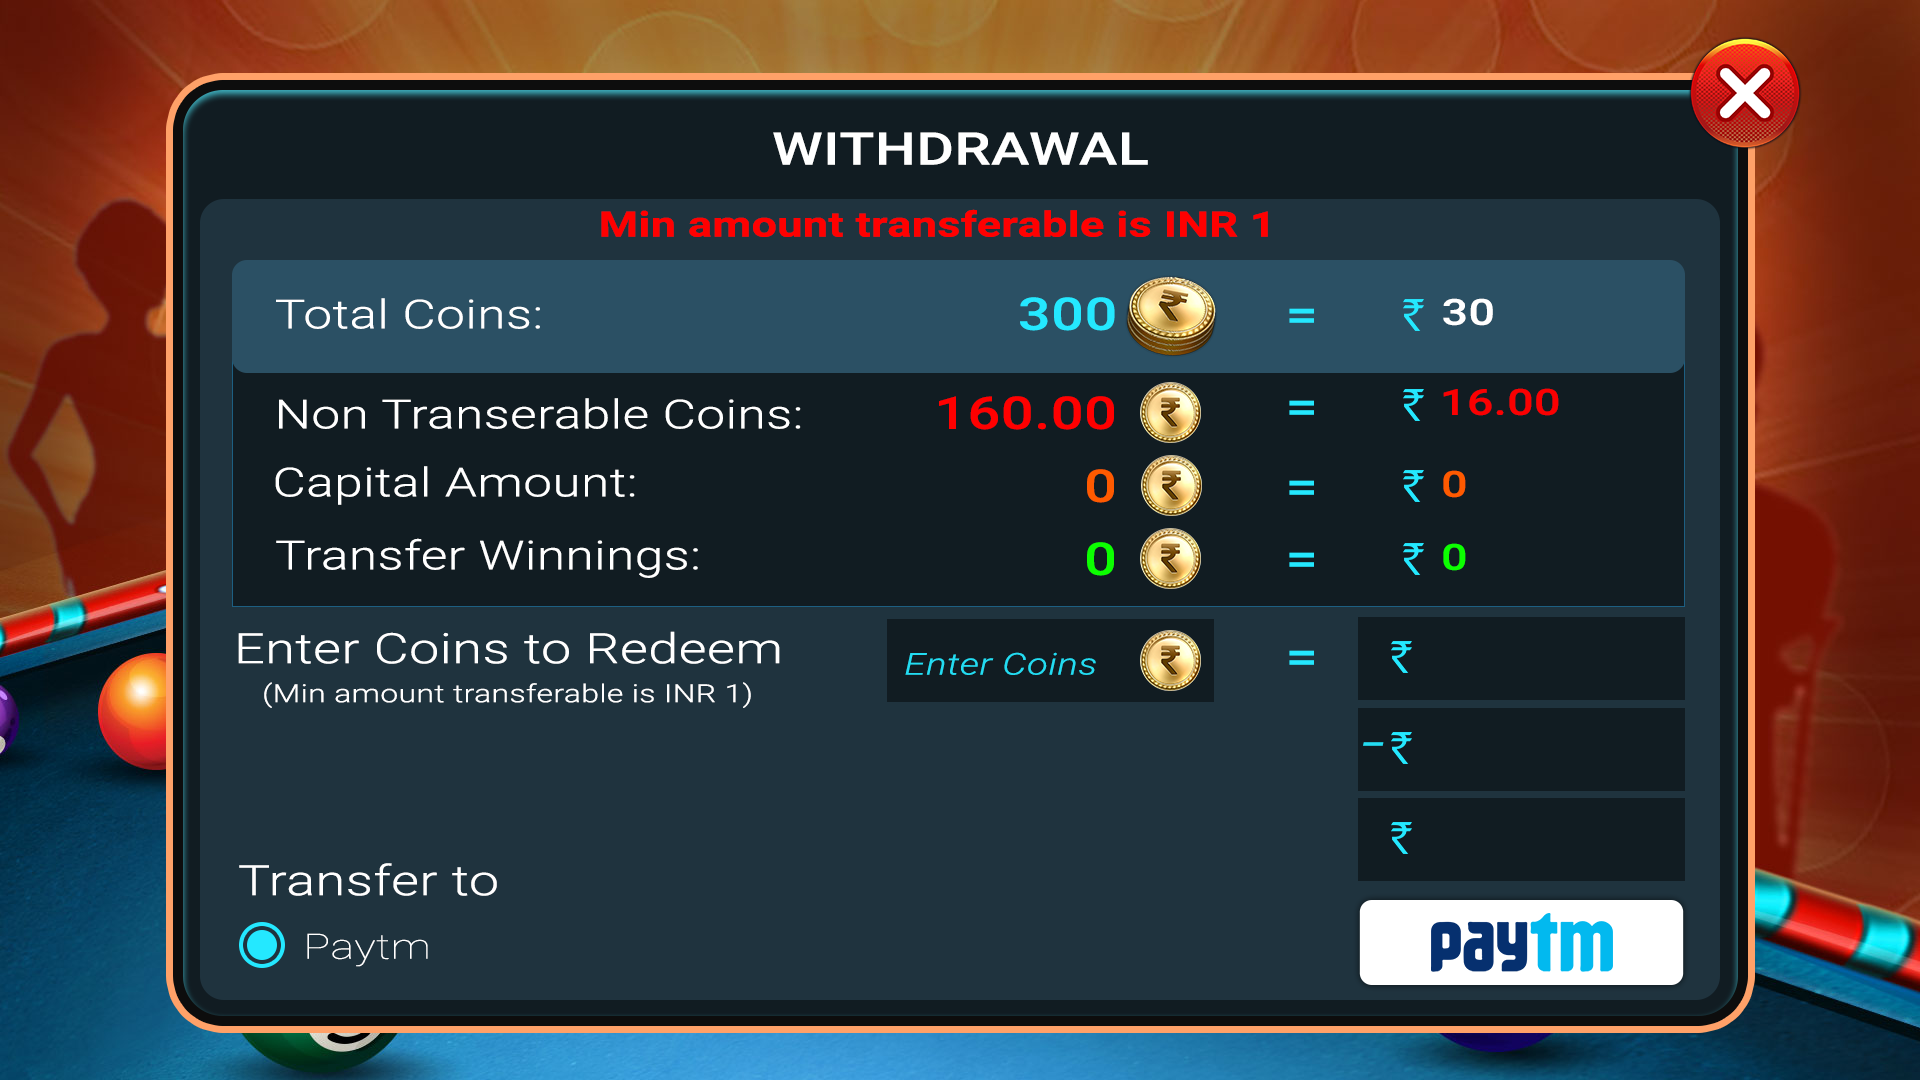 WITHDRAWAL
Min amount transferable is INR 1
Total Coins: 300 = ₹ 30
Non Transerable Coins: 160.00 = ₹ 16.00
Capital Amount: 0 = ₹ 0
Transfer Winnings: 0 = ₹ 0
Enter Coins to Redeem Enter Coins = ₹
(Min amount transferable is INR 1)
-₹
₹
Transfer to
Paytm
paytm